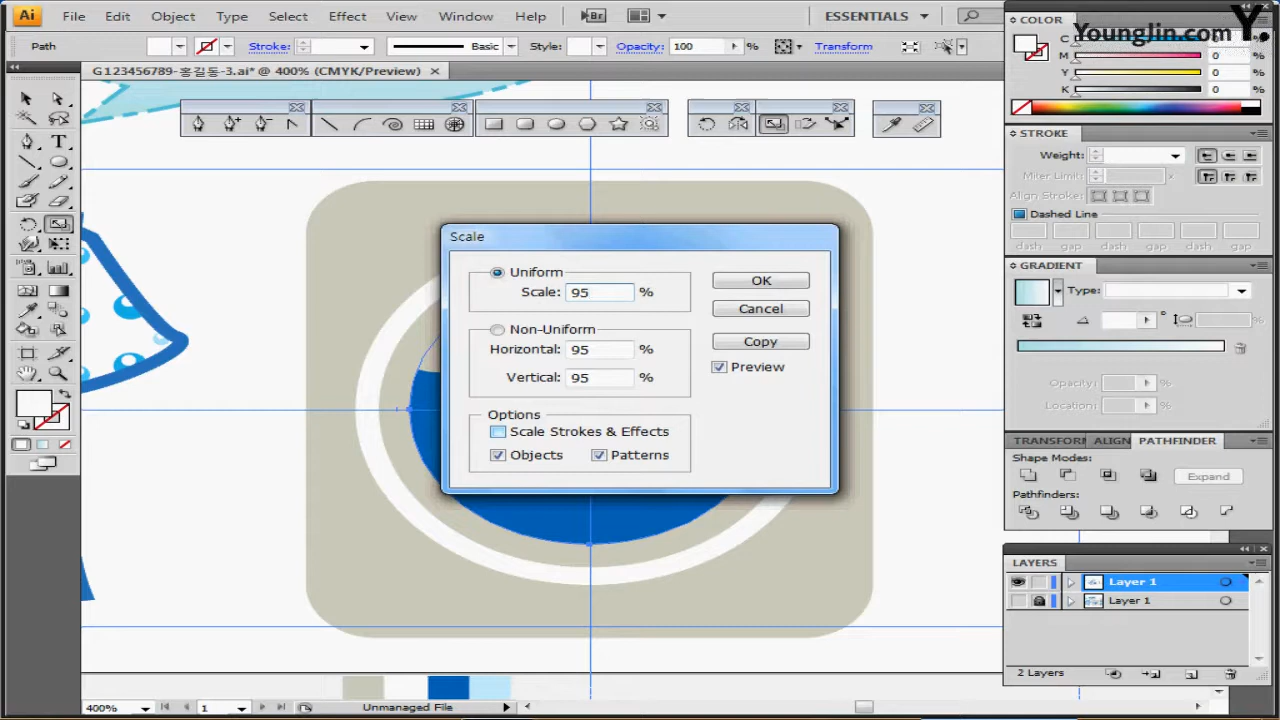 Ai File Edit Object Type Select Effect View Window Help Br ESSENTIALS
Path Stroke: Basic Style: Opacity: 100 % Transform
G123456789-홍길동-3.ai* @ 400% (CMYK/Preview)
COLOR
Younglin.com Y.
C %
M 0 %
Y 0 %
K 0 %
STROKE
Weight:
Miter Limit: x
Align Stroke:
Dashed Line
dash gap dash gap dash gap
GRADIENT
Type:
Opacity: %
Location: %
TRANSFORM ALIGN PATHFINDER
Shape Modes:
Expand
Pathfinders:
LAYERS
Layer 1
Layer 1
2 Layers
Scale
Uniform
Scale: 95 %
Non-Uniform
Horizontal: 95 %
Vertical: 95 %
Options
Scale Strokes & Effects
Objects Patterns
OK
Cancel
Copy
Preview
400% 1 Unmanaged File